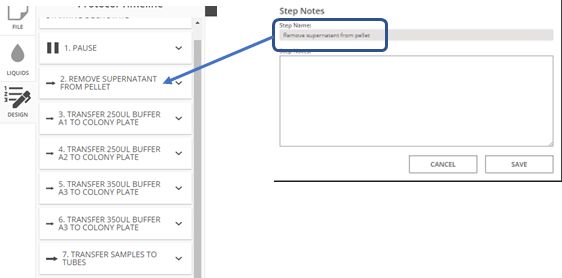 Step Notes
Step Name:
Remove supernatant from pellet
FILE
1. PAUSE
LIQUIDS
2. REMOVE SUPERNATANT
FROM PELLET
DESIGN
3. TRANSFER 250UL BUFFER
A1 TO COLONY PLATE
4. TRANSFER 250UL BUFFER
A2 TO COLONY PLATE
5. TRANSFER 350UL BUFFER
A3 TO COLONY PLATE
6. TRANSFER 350UL BUFFER
A3 TO COLONY PLATE
7. TRANSFER SAMPLES TO
TUBES
CANCEL
SAVE